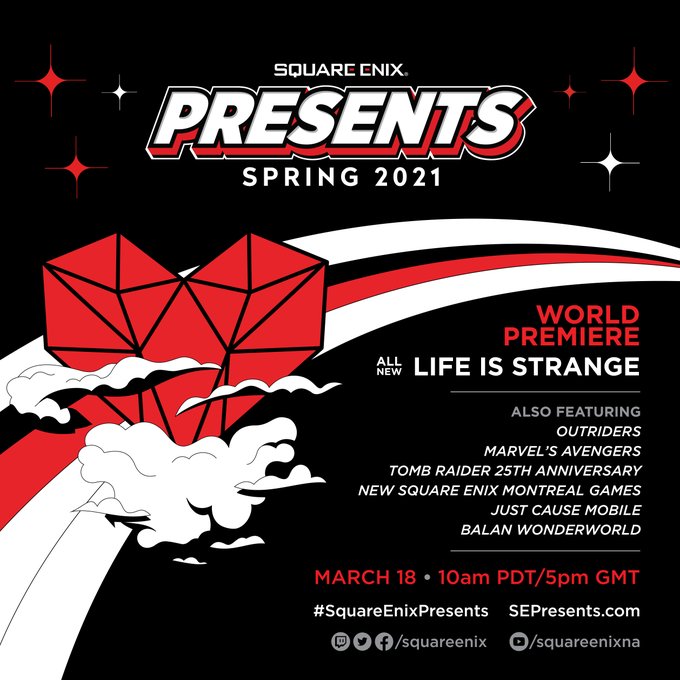 SQUARE ENIX®
PRESENTS
SPRING 2021
WORLD
PREMIERE
ALL NEW LIFE IS STRANGE
ALSO FEATURING
OUTRIDERS
MARVEL'S AVENGERS
TOMB RAIDER 25TH ANNIVERSARY
NEW SQUARE ENIX MONTREAL GAMES
JUST CAUSE MOBILE
BALAN WONDERWORLD
MARCH 18 • 10am PDT/5pm GMT
#SquareEnixPresents SEPresents.com
/squareenix /squareenixna